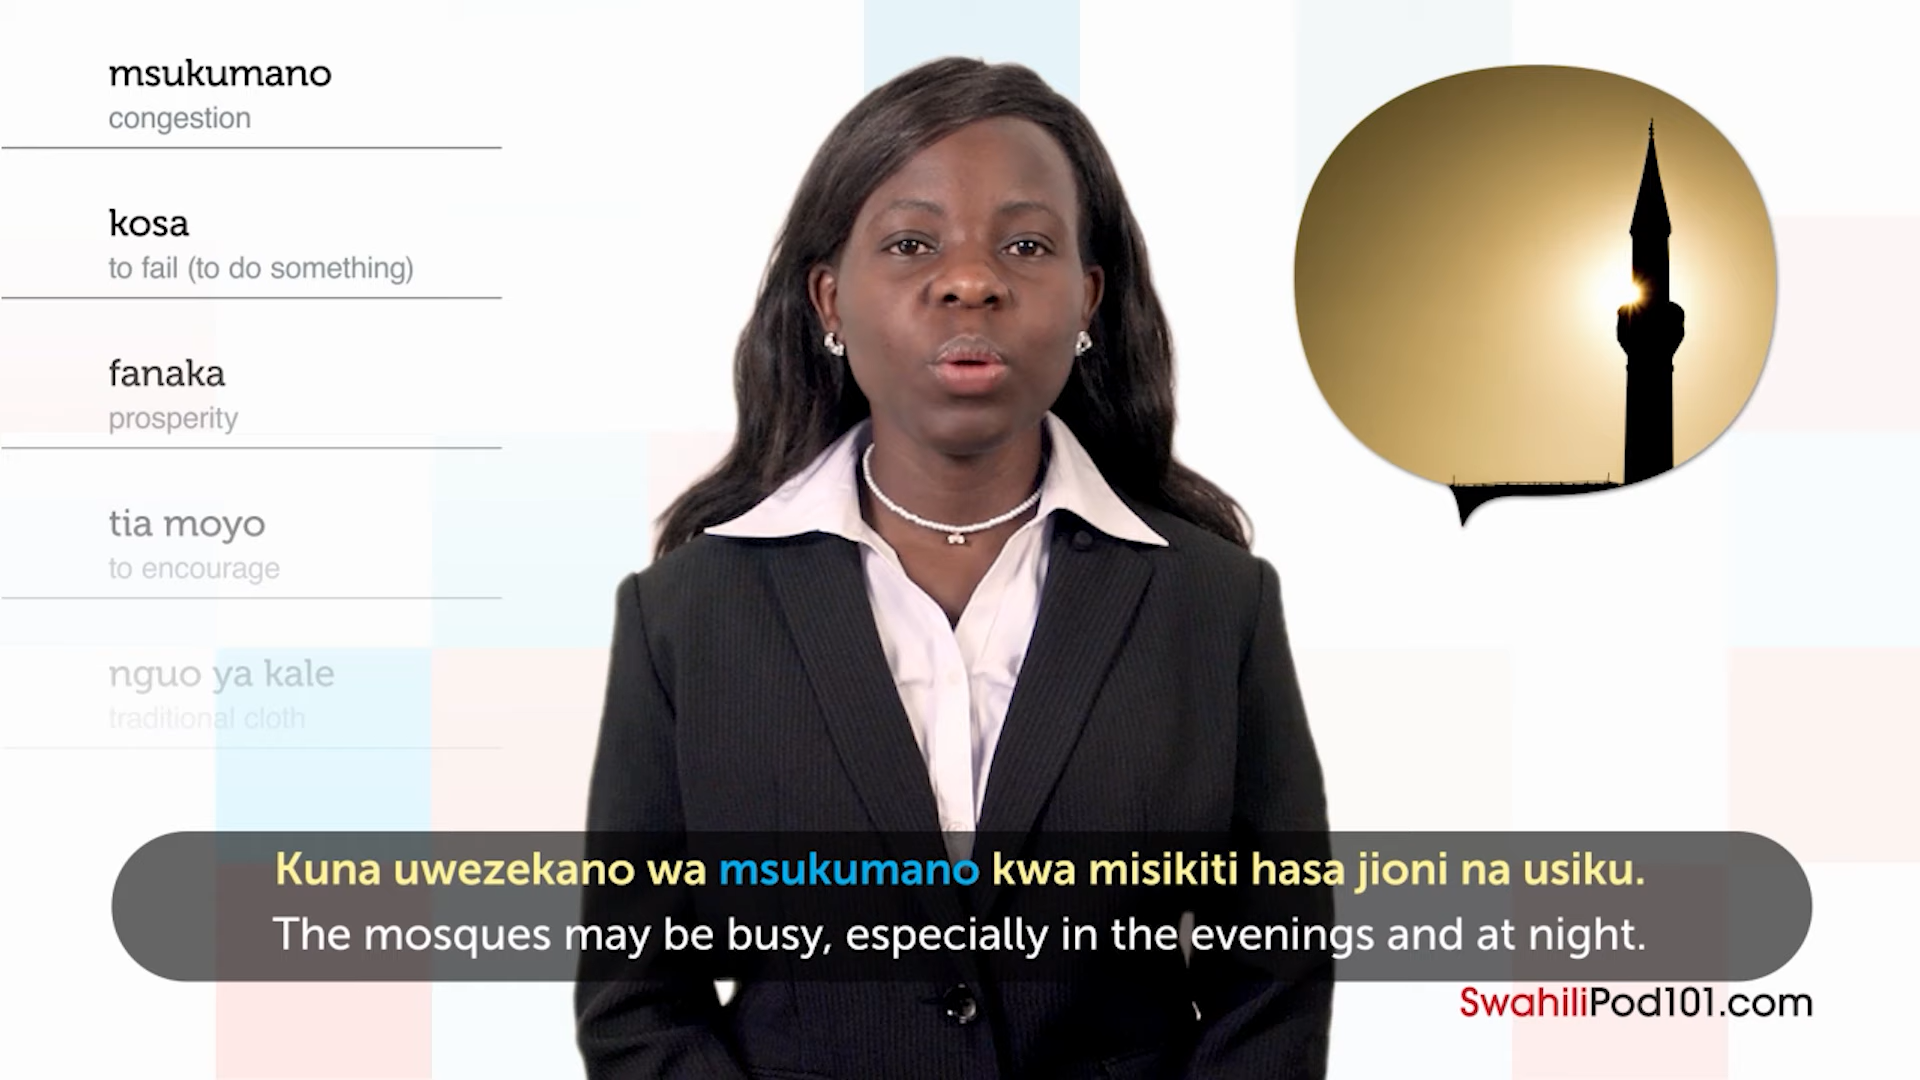 msukumano
congestion
kosa
to fail (to do something)
fanaka
prosperity
tia moyo
to encourage
nguo ya kale
traditional cloth
Kuna uwezekano wa msukumano kwa misikiti hasa jioni na usiku.
The mosques may be busy, especially in the evenings and at night.
SwahiliPod101.com